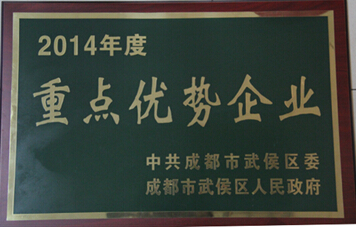 2014年度
重点优势企业
中共成都市武侯区委
成都市武侯区人民政府